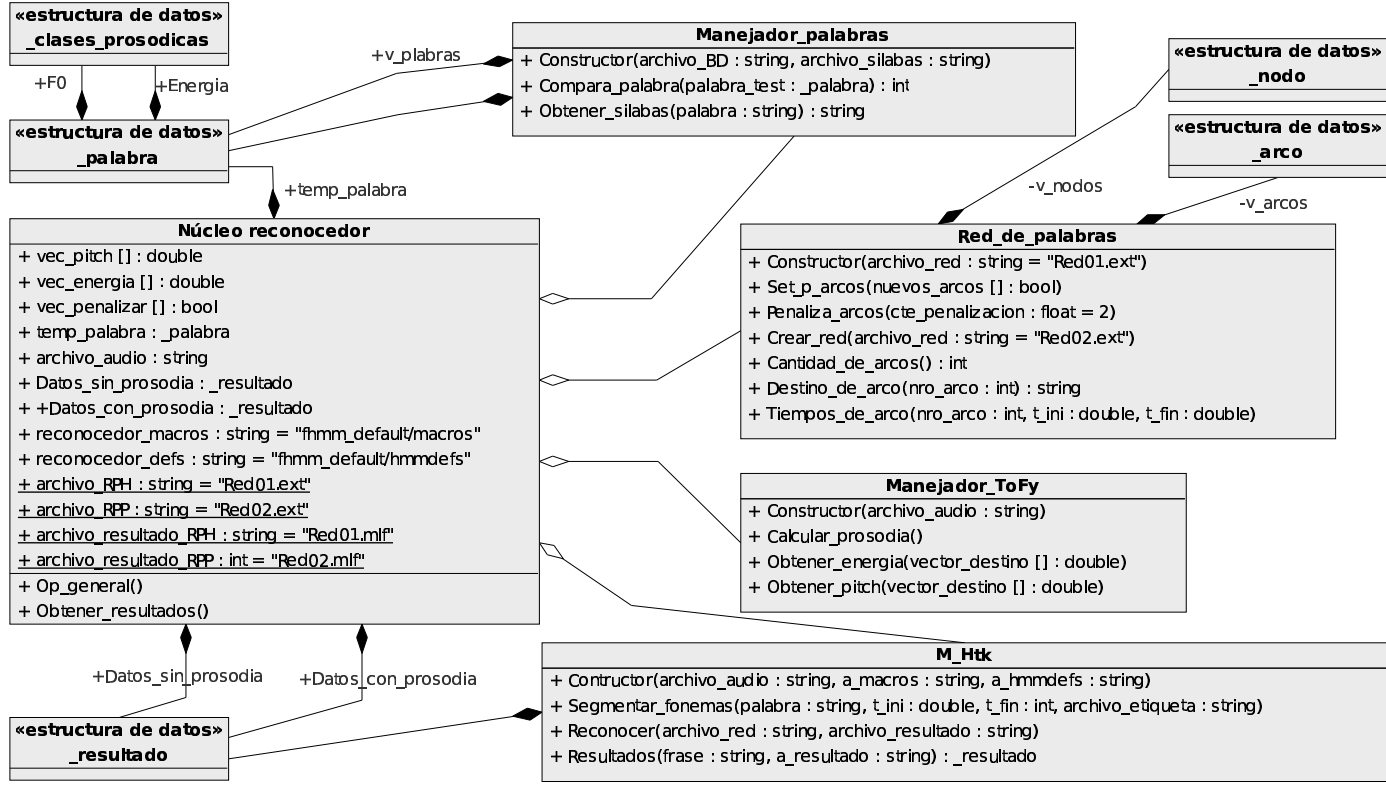 «estructura de datos»
_clases_prosodicas
+F0
+Energia
«estructura de datos»
_palabra
+v_plabras
+temp_palabra
Manejador_palabras
+ Constructor(archivo_BD : string, archivo_silabas : string)
+ Compara_palabra(palabra_test : _palabra) : int
+ Obtener_silabas(palabra : string) : string
«estructura de datos»
_nodo
«estructura de datos»
_arco
-v_nodos
-v_arcos
Núcleo reconocedor
+ vec_pitch [] : double
+ vec_energia [] : double
+ vec_penalizar [] : bool
+ temp_palabra : _palabra
+ archivo_audio : string
+ Datos_sin_prosodia : _resultado
+ +Datos_con_prosodia : _resultado
+ reconocedor_macros : string = "fhmm_default/macros"
+ reconocedor_defs : string = "fhmm_default/hmmdefs"
+ archivo_RPH : string = "Red01.ext"
+ archivo_RPP : string = "Red02.ext"
+ archivo_resultado_RPH : string = "Red01.mlf"
+ archivo_resultado_RPP : int = "Red02.mlf"
+ Op_general()
+ Obtener_resultados()
Red_de_palabras
+ Constructor(archivo_red : string = "Red01.ext")
+ Set_p_arcos(nuevos_arcos [] : bool)
+ Penaliza_arcos(cte_penalizacion : float = 2)
+ Crear_red(archivo_red : string = "Red02.ext")
+ Cantidad_de_arcos() : int
+ Destino_de_arco(nro_arco : int) : string
+ Tiempos_de_arco(nro_arco : int, t_ini : double, t_fin : double)
Manejador_ToFy
+ Constructor(archivo_audio : string)
+ Calcular_prosodia()
+ Obtener_energia(vector_destino [] : double)
+ Obtener_pitch(vector_destino [] : double)
+Datos_sin_prosodia
+Datos_con_prosodia
«estructura de datos»
_resultado
M_Htk
+ Contructor(archivo_audio : string, a_macros : string, a_hmmdefs : string)
+ Segmentar_fonemas(palabra : string, t_ini : double, t_fin : int, archivo_etiqueta : string)
+ Reconocer(archivo_red : string, archivo_resultado : string)
+ Resultados(frase : string, a_resultado : string) : _resultado